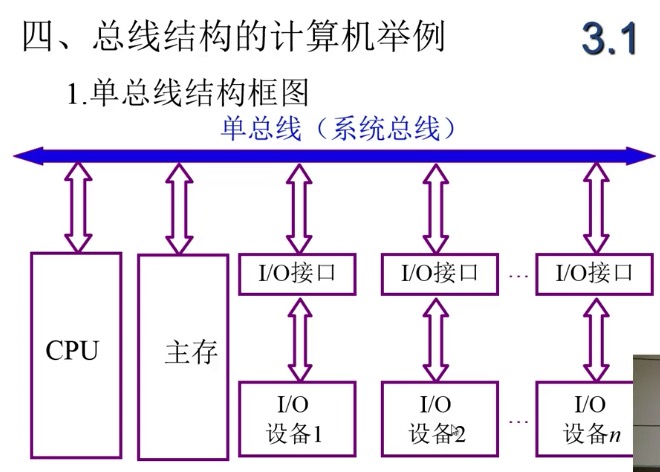 四、总线结构的计算机举例 3.1
1.单总线结构框图
单总线（系统总线）
CPU
主存
I/O接口
I/O接口
…
I/O接口
I/O
设备1
I/O
设备2
…
I/O
设备n